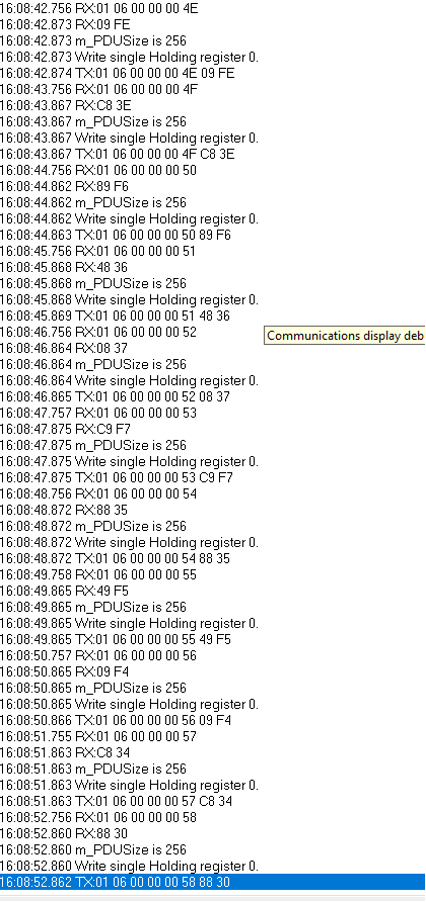 16:08:42.756 RX:01 06 00 00 00 4E
16:08:42.873 RX:09 FE
16:08:42.873 m_PDUSize is 256
16:08:42.873 Write single Holding register 0.
16:08:42.874 TX:01 06 00 00 00 4E 09 FE
16:08:43.756 RX:01 06 00 00 00 4F
16:08:43.867 RX:C8 3E
16:08:43.867 m_PDUSize is 256
16:08:43.867 Write single Holding register 0.
16:08:43.867 TX:01 06 00 00 00 4F C8 3E
16:08:44.756 RX:01 06 00 00 00 50
16:08:44.862 RX:89 F6
16:08:44.862 m_PDUSize is 256
16:08:44.862 Write single Holding register 0.
16:08:44.863 TX:01 06 00 00 00 50 89 F6
16:08:45.756 RX:01 06 00 00 00 51
16:08:45.868 RX:48 36
16:08:45.868 m_PDUSize is 256
16:08:45.868 Write single Holding register 0.
16:08:45.869 TX:01 06 00 00 00 51 48 36
16:08:46.756 RX:01 06 00 00 00 52
Communications display deb
16:08:46.864 RX:08 37
16:08:46.864 m_PDUSize is 256
16:08:46.864 Write single Holding register 0.
16:08:46.865 TX:01 06 00 00 00 52 08 37
16:08:47.757 RX:01 06 00 00 00 53
16:08:47.875 RX:C9 F7
16:08:47.875 m_PDUSize is 256
16:08:47.875 Write single Holding register 0.
16:08:47.875 TX:01 06 00 00 00 53 C9 F7
16:08:48.756 RX:01 06 00 00 00 54
16:08:48.872 RX:88 35
16:08:48.872 m_PDUSize is 256
16:08:48.872 Write single Holding register 0.
16:08:48.872 TX:01 06 00 00 00 54 88 35
16:08:49.758 RX:01 06 00 00 00 55
16:08:49.865 RX:49 F5
16:08:49.865 m_PDUSize is 256
16:08:49.865 Write single Holding register 0.
16:08:49.865 TX:01 06 00 00 00 55 49 F5
16:08:50.757 RX:01 06 00 00 00 56
16:08:50.865 RX:09 F4
16:08:50.865 m_PDUSize is 256
16:08:50.865 Write single Holding register 0.
16:08:50.866 TX:01 06 00 00 00 56 09 F4
16:08:51.755 RX:01 06 00 00 00 57
16:08:51.863 RX:C8 34
16:08:51.863 m_PDUSize is 256
16:08:51.863 Write single Holding register 0.
16:08:51.863 TX:01 06 00 00 00 57 C8 34
16:08:52.756 RX:01 06 00 00 00 58
16:08:52.860 RX:88 30
16:08:52.860 m_PDUSize is 256
16:08:52.860 Write single Holding register 0.
16:08:52.862 TX:01 06 00 00 00 58 88 30